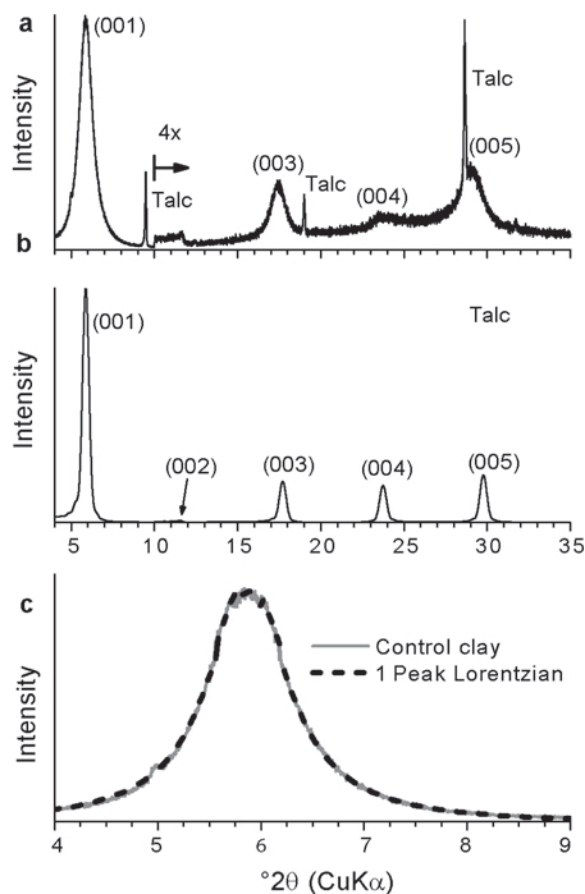 a
(001)
Talc
4x
(003)
Talc
(004)
Talc
(005)
Intensity
b
(001)
Talc
(002)
(003)
(004)
(005)
Intensity
5 10 15 20 25 30 35
c
Control clay
1 Peak Lorentzian
Intensity
4 5 6 7 8 9
°2θ (CuKα)